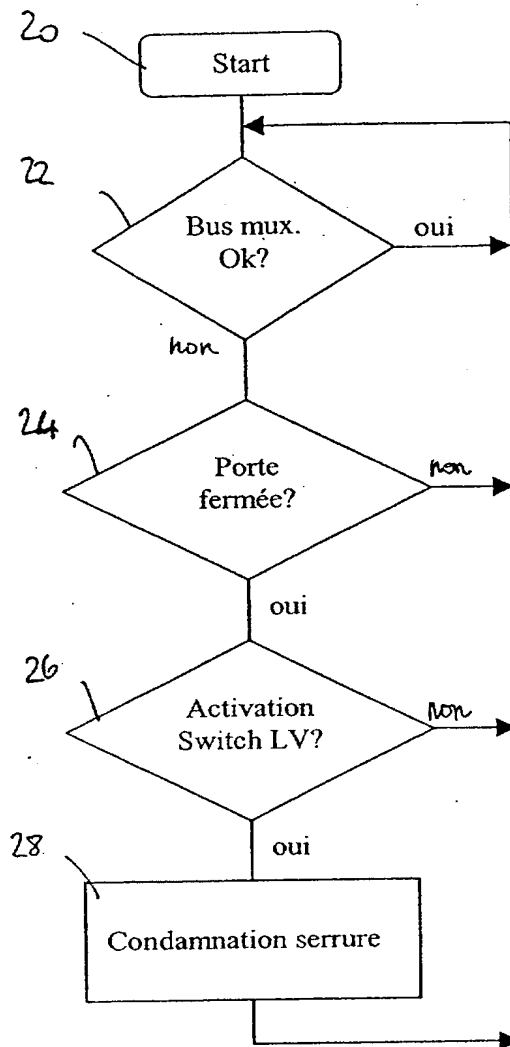 20
Start
22
Bus mux.
Ok?
oui
non
24
Porte
fermée?
non
oui
26
Activation
Switch LV?
non
oui
28
Condamnation serrure